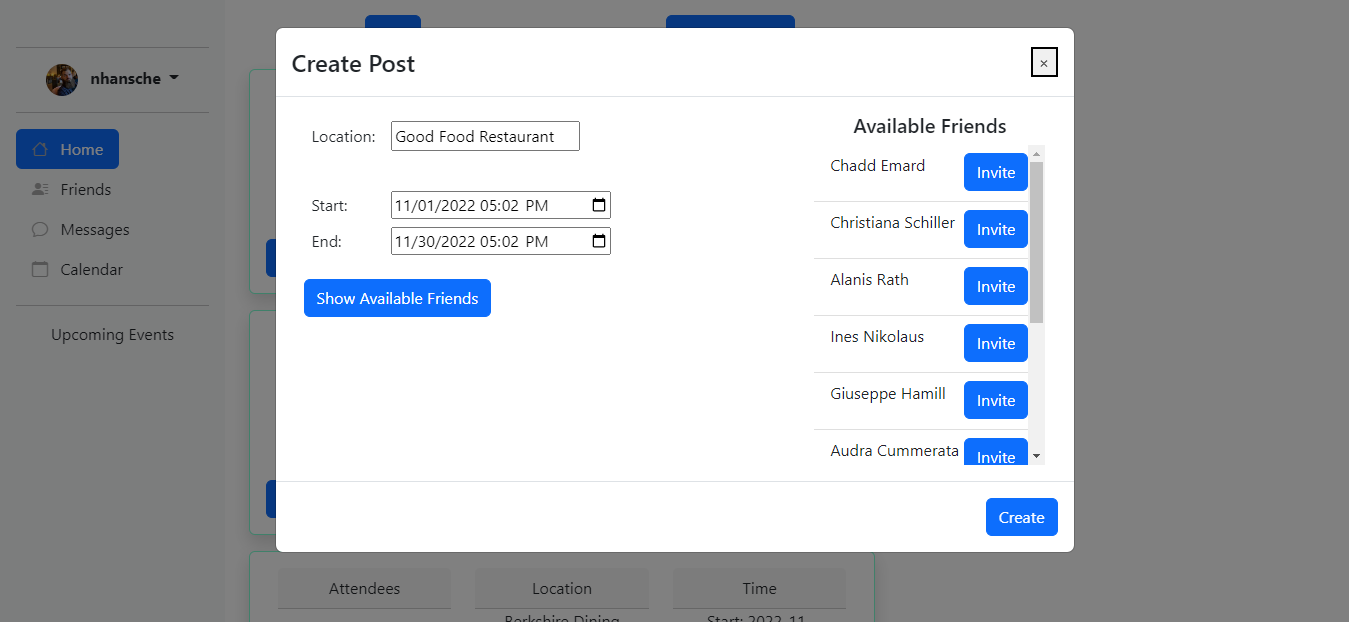 nhansche
Home
Friends
Messages
Calendar
Upcoming Events
Create Post
×
Location: Good Food Restaurant
Start: 11/01/2022 05:02 PM
End: 11/30/2022 05:02 PM
Show Available Friends
Available Friends
Chadd Emard Invite
Christiana Schiller Invite
Alanis Rath Invite
Ines Nikolaus Invite
Giuseppe Hamill Invite
Audra Cummerata Invite
Create
Attendees Location Time
Berkshire Dining Start: 2022-11